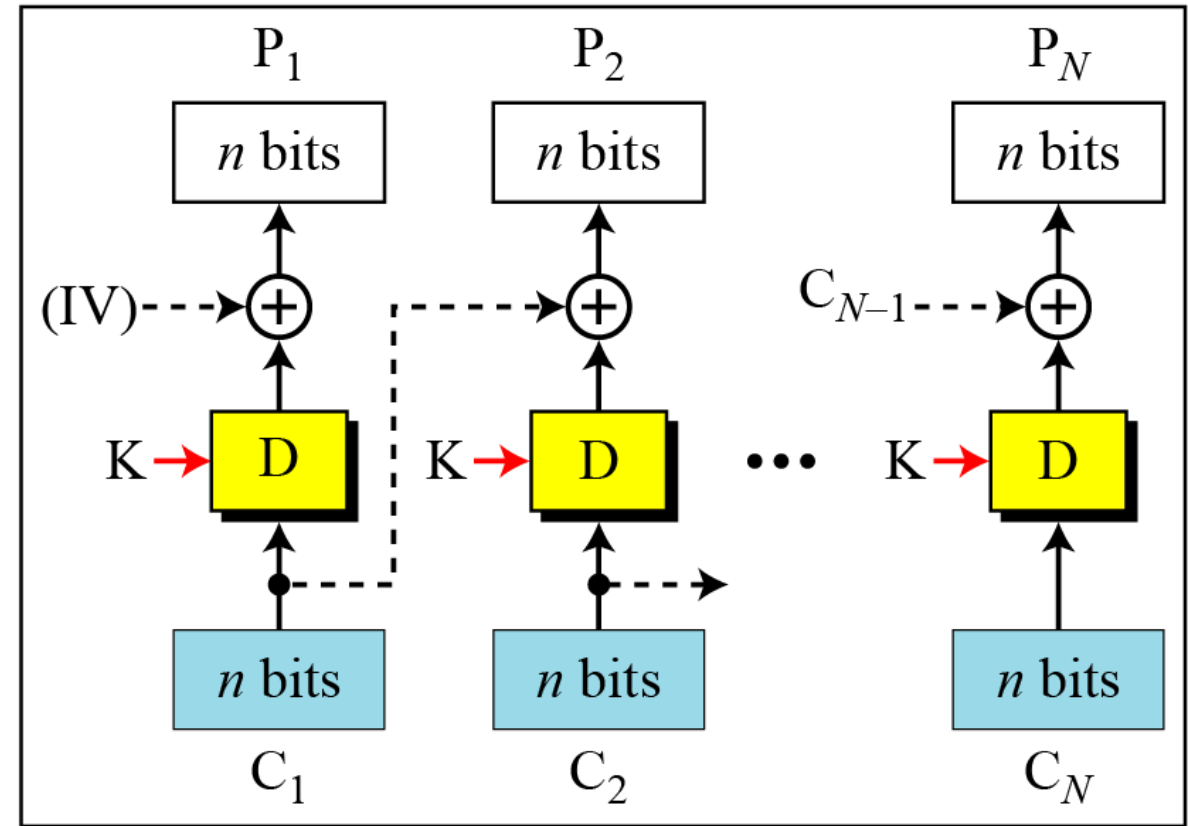 P1 P2 PN
n bits n bits n bits
(IV) + + CN–1 +
K D K D ••• K D
n bits n bits n bits
C1 C2 CN